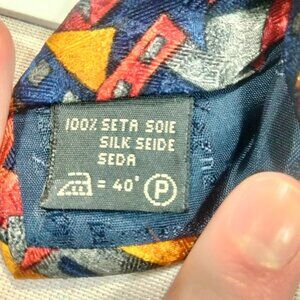 100% SETA SOIE
SILK SEIDE
SEDA
= 40° P